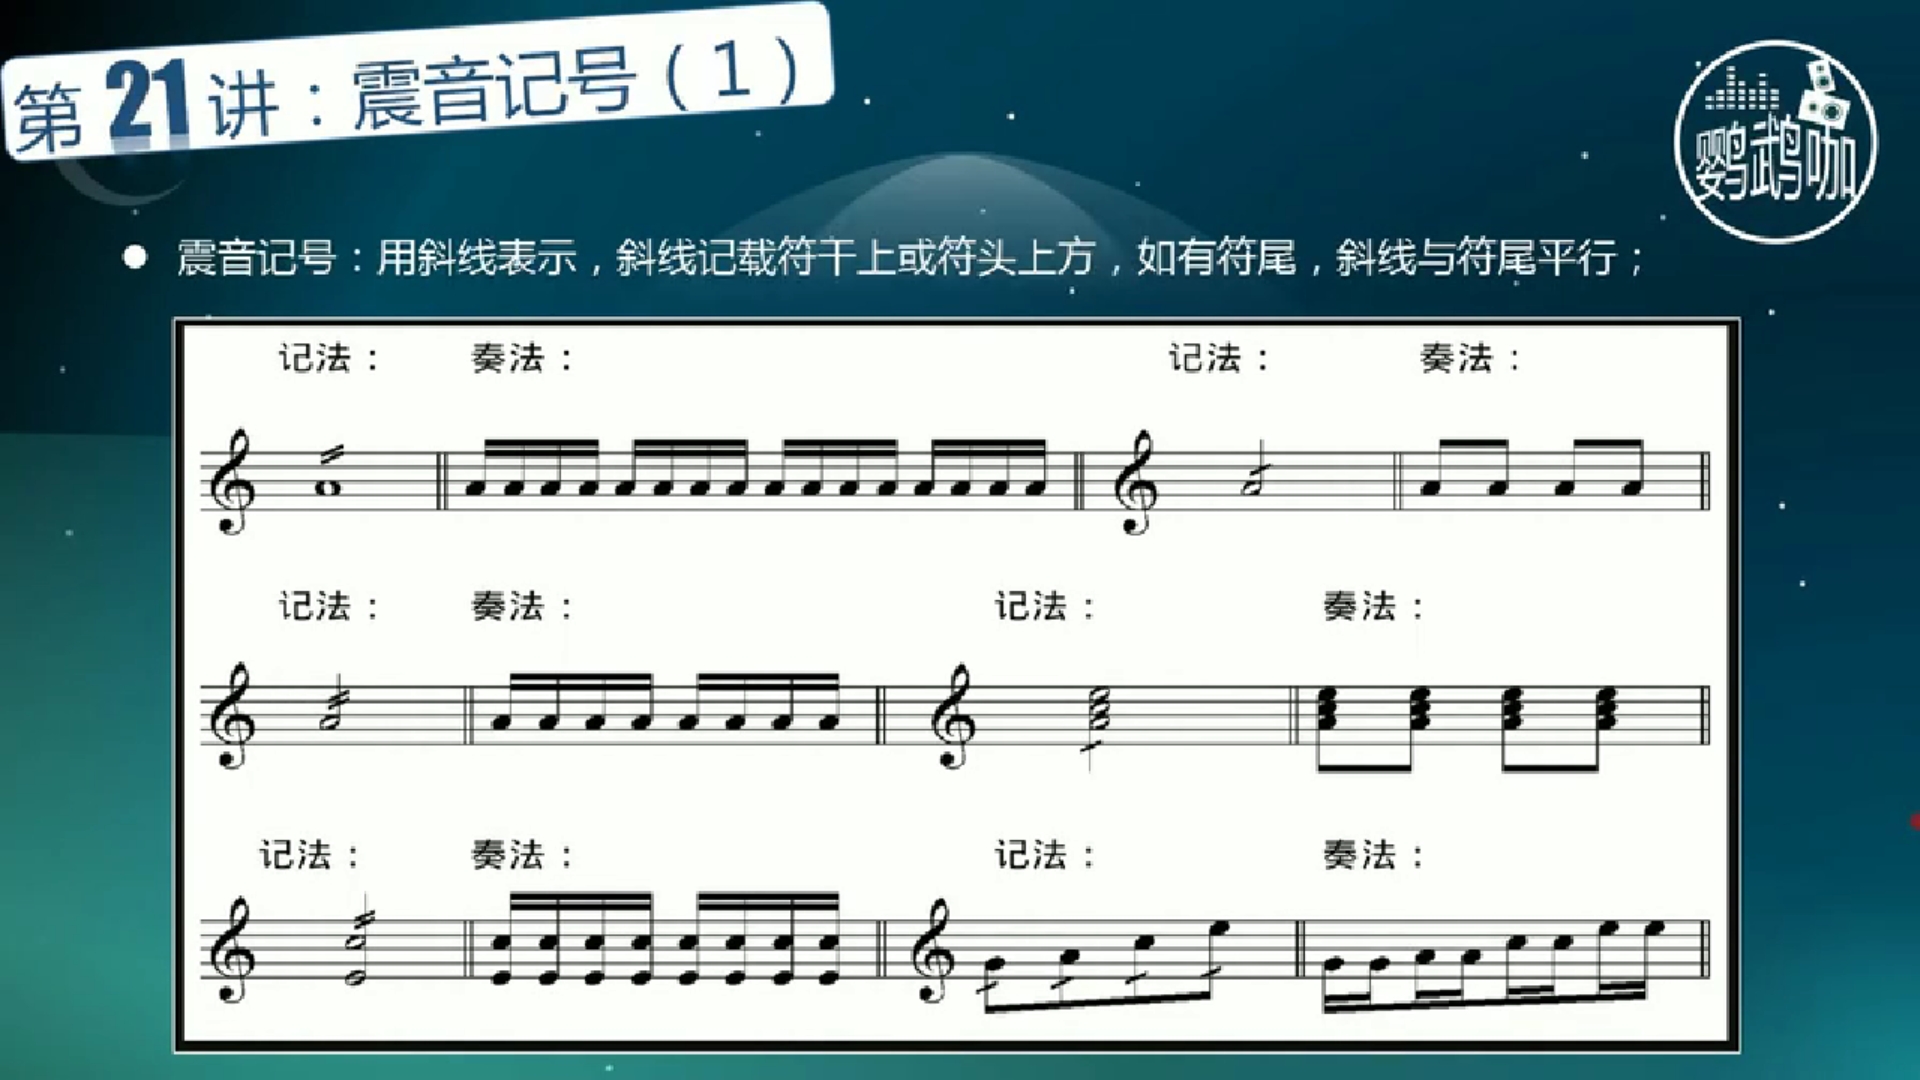 第21讲：震音记号（1）
鹦鹉咖
震音记号：用斜线表示，斜线记载符干上或符头上方，如有符尾，斜线与符尾平行；
记法： 奏法： 记法： 奏法：
记法： 奏法： 记法： 奏法：
记法： 奏法： 记法： 奏法：